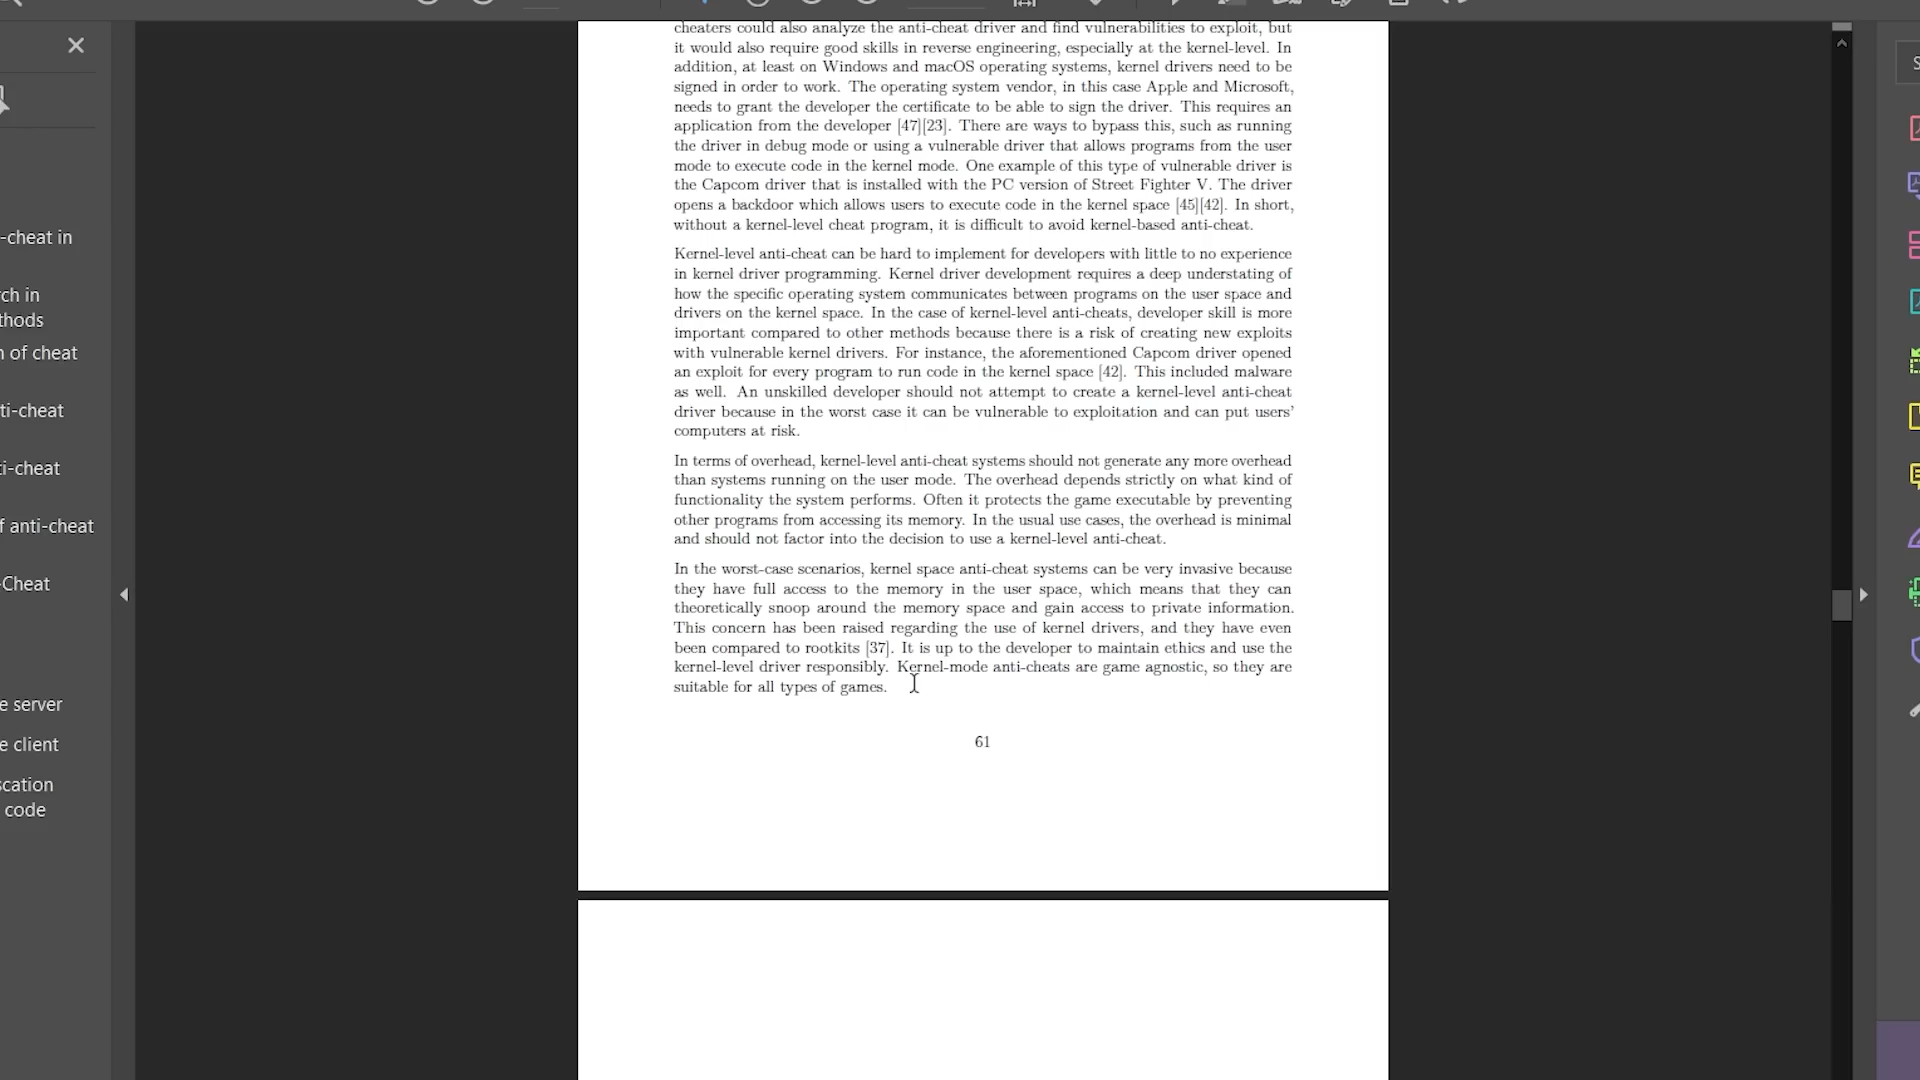 -cheat in
ch in
thods
n of cheat
ti-cheat
ti-cheat
f anti-cheat
-Cheat
e server
e client
scation
code
cheaters could also analyze the anti-cheat driver and find vulnerabilities to exploit, but
it would also require good skills in reverse engineering, especially at the kernel-level. In
addition, at least on Windows and macOS operating systems, kernel drivers need to be
signed in order to work. The operating system vendor, in this case Apple and Microsoft,
needs to grant the developer the certificate to be able to sign the driver. This requires an
application from the developer [47][23]. There are ways to bypass this, such as running
the driver in debug mode or using a vulnerable driver that allows programs from the user
mode to execute code in the kernel mode. One example of this type of vulnerable driver is
the Capcom driver that is installed with the PC version of Street Fighter V. The driver
opens a backdoor which allows users to execute code in the kernel space [45][42]. In short,
without a kernel-level cheat program, it is difficult to avoid kernel-based anti-cheat.
Kernel-level anti-cheat can be hard to implement for developers with little to no experience
in kernel driver programming. Kernel driver development requires a deep understating of
how the specific operating system communicates between programs on the user space and
drivers on the kernel space. In the case of kernel-level anti-cheats, developer skill is more
important compared to other methods because there is a risk of creating new exploits
with vulnerable kernel drivers. For instance, the aforementioned Capcom driver opened
an exploit for every program to run code in the kernel space [42]. This included malware
as well. An unskilled developer should not attempt to create a kernel-level anti-cheat
driver because in the worst case it can be vulnerable to exploitation and can put users'
computers at risk.
In terms of overhead, kernel-level anti-cheat systems should not generate any more overhead
than systems running on the user mode. The overhead depends strictly on what kind of
functionality the system performs. Often it protects the game executable by preventing
other programs from accessing its memory. In the usual use cases, the overhead is minimal
and should not factor into the decision to use a kernel-level anti-cheat.
In the worst-case scenarios, kernel space anti-cheat systems can be very invasive because
they have full access to the memory in the user space, which means that they can
theoretically snoop around the memory space and gain access to private information.
This concern has been raised regarding the use of kernel drivers, and they have even
been compared to rootkits [37]. It is up to the developer to maintain ethics and use the
kernel-level driver responsibly. Kernel-mode anti-cheats are game agnostic, so they are
suitable for all types of games.
61